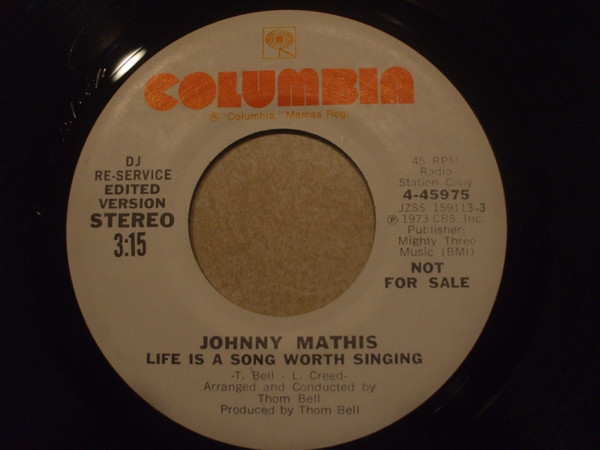 COLUMBIA
® "Columbia," Marcas Reg.
DJ
RE-SERVICE
EDITED
VERSION
STEREO
3:15
45 RPM
Radio
Station Copy
4-45975
JZSS 159113-3
℗ 1973 CBS, Inc.
Publisher:
Mighty Three
Music (BMI)
NOT
FOR SALE
JOHNNY MATHIS
LIFE IS A SONG WORTH SINGING
-T. Bell - L. Creed-
Arranged and Conducted by
Thom Bell
Produced by Thom Bell